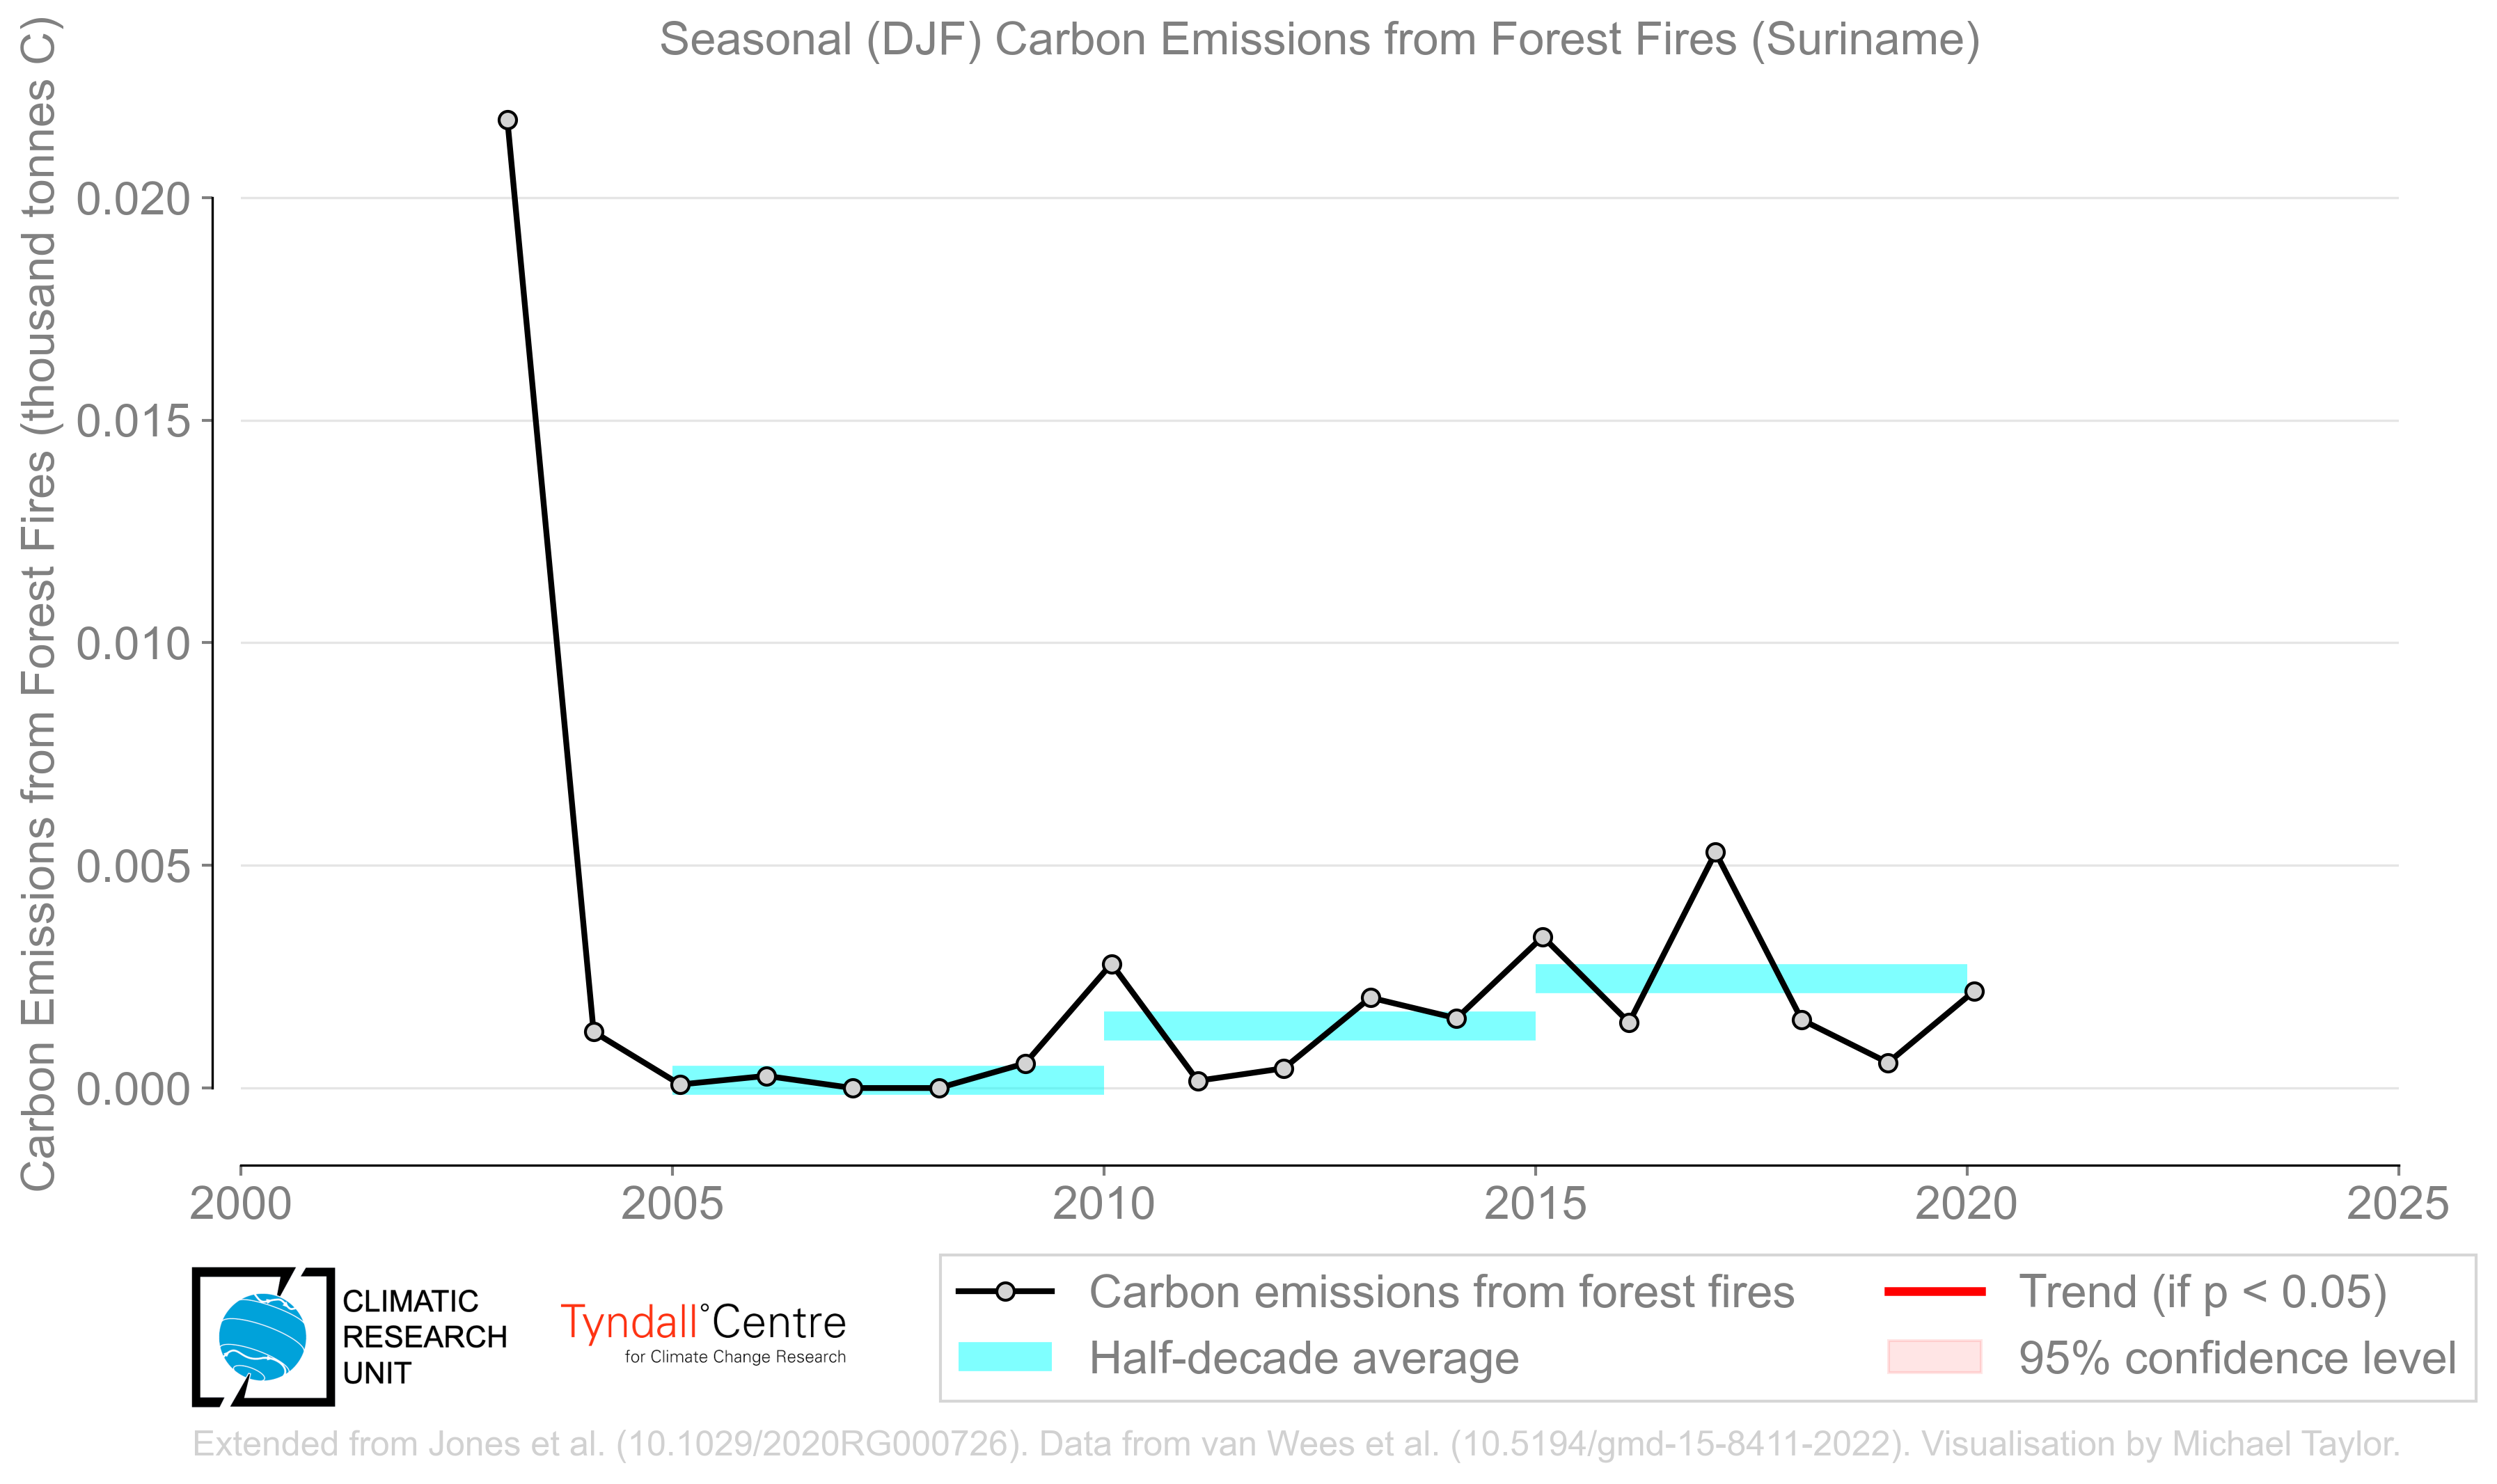 Seasonal (DJF) Carbon Emissions from Forest Fires (Suriname)
Carbon Emissions from Forest Fires (thousand tonnes C)
0.020
0.015
0.010
0.005
0.000
2000
2005
2010
2015
2020
2025
CLIMATIC
RESEARCH
UNIT
Tyndall°Centre
for Climate Change Research
Carbon emissions from forest fires
Half-decade average
Trend (if p < 0.05)
95% confidence level
Extended from Jones et al. (10.1029/2020RG000726). Data from van Wees et al. (10.5194/gmd-15-8411-2022). Visualisation by Michael Taylor.